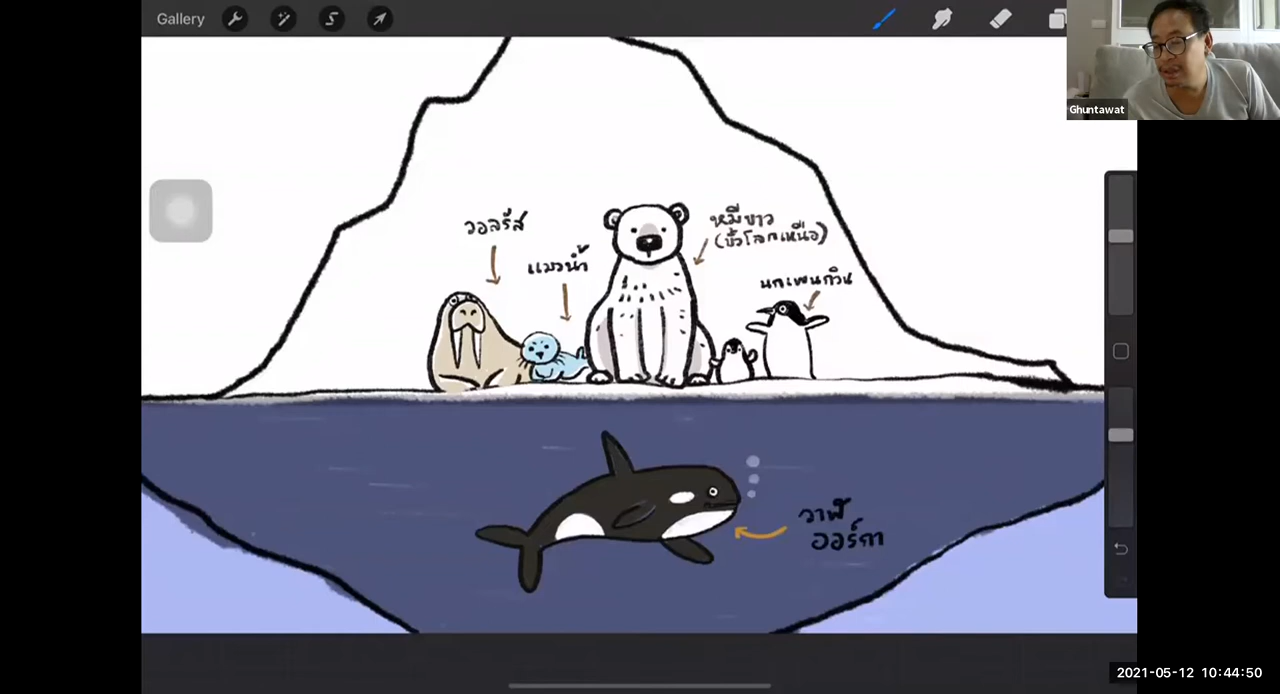 Gallery
Ghuntawat
วอลรัส
แมวน้ำ
หมีขาว
(ขั้วโลกเหนือ)
นกเพนกวิน
วาฬ
ออร์กา
2021-05-12 10:44:50